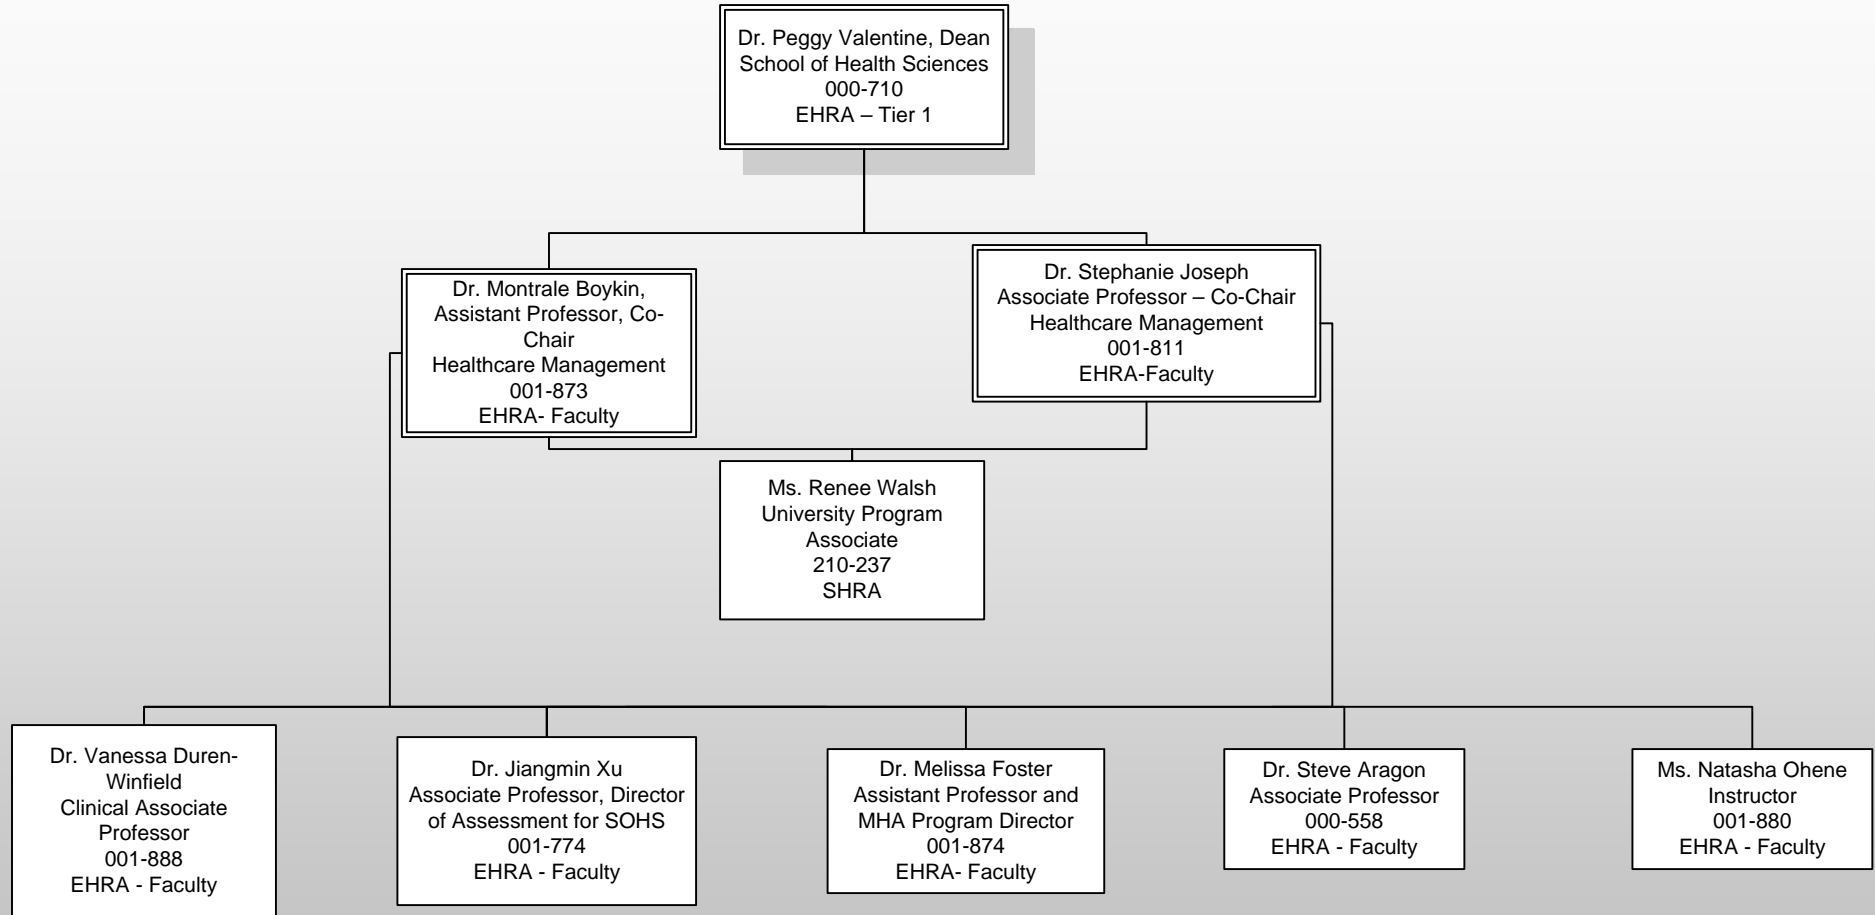 Dr. Peggy Valentine, Dean
School of Health Sciences
000-710
EHRA – Tier 1
Dr. Montrale Boykin,
Assistant Professor, Co-
Chair
Healthcare Management
001-873
EHRA- Faculty
Dr. Stephanie Joseph
Associate Professor – Co-Chair
Healthcare Management
001-811
EHRA-Faculty
Ms. Renee Walsh
University Program
Associate
210-237
SHRA
Dr. Vanessa Duren-
Winfield
Clinical Associate
Professor
001-888
EHRA - Faculty
Dr. Jiangmin Xu
Associate Professor, Director
of Assessment for SOHS
001-774
EHRA - Faculty
Dr. Melissa Foster
Assistant Professor and
MHA Program Director
001-874
EHRA- Faculty
Dr. Steve Aragon
Associate Professor
000-558
EHRA - Faculty
Ms. Natasha Ohene
Instructor
001-880
EHRA - Faculty